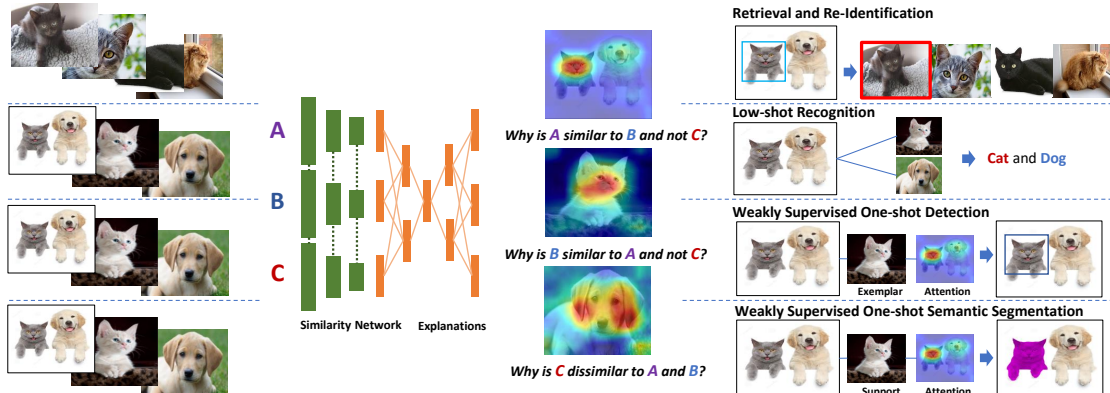 A
B
C
Similarity Network
Explanations
Why is A similar to B and not C?
Why is B similar to A and not C?
Why is C dissimilar to A and B?
Retrieval and Re-Identification
Low-shot Recognition
Cat and Dog
Weakly Supervised One-shot Detection
Exemplar
Attention
Weakly Supervised One-shot Semantic Segmentation
Support
Attention